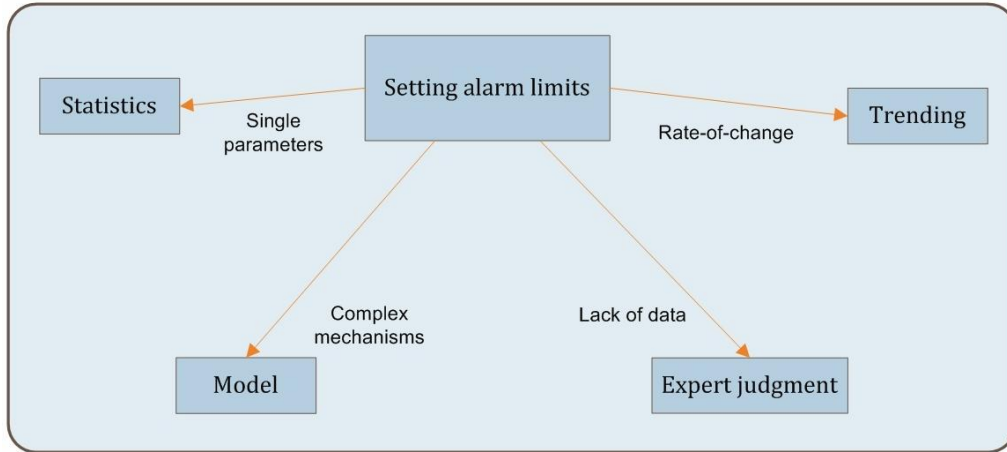 Setting alarm limits
Statistics
Trending
Single
parameters
Rate-of-change
Complex
mechanisms
Lack of data
Model
Expert judgment